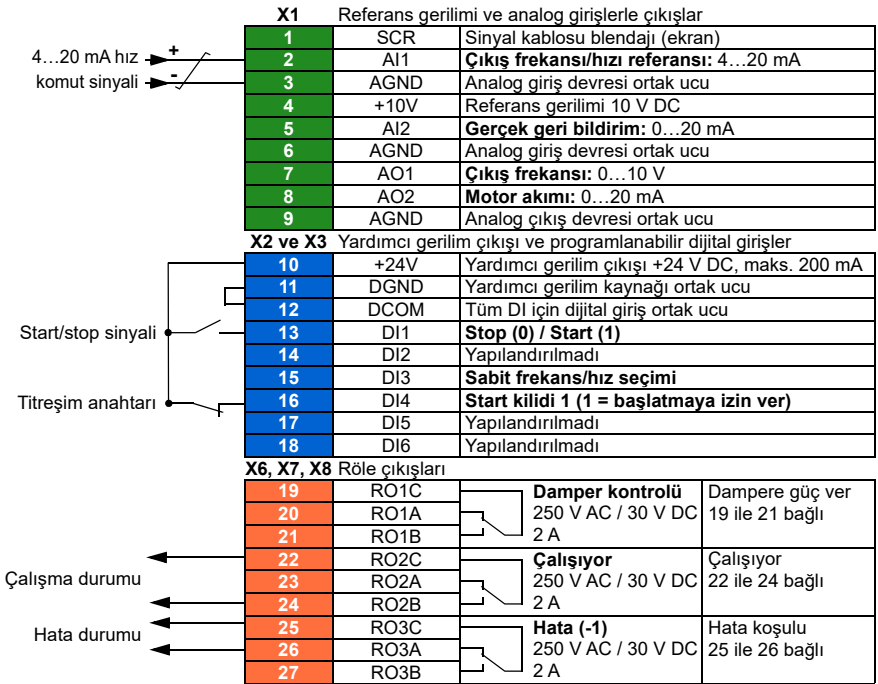 X1 Referans gerilimi ve analog girişlerle çıkışlar
1 SCR Sinyal kablosu blendajı (ekran)
4…20 mA hız + 2 AI1 Çıkış frekansı/hızı referansı: 4…20 mA
komut sinyali - 3 AGND Analog giriş devresi ortak ucu
4 +10V Referans gerilimi 10 V DC
5 AI2 Gerçek geri bildirim: 0…20 mA
6 AGND Analog giriş devresi ortak ucu
7 AO1 Çıkış frekansı: 0…10 V
8 AO2 Motor akımı: 0…20 mA
9 AGND Analog çıkış devresi ortak ucu
X2 ve X3 Yardımcı gerilim çıkışı ve programlanabilir dijital girişler
10 +24V Yardımcı gerilim çıkışı +24 V DC, maks. 200 mA
11 DGND Yardımcı gerilim kaynağı ortak ucu
12 DCOM Tüm DI için dijital giriş ortak ucu
Start/stop sinyali 13 DI1 Stop (0) / Start (1)
14 DI2 Yapılandırılmadı
15 DI3 Sabit frekans/hız seçimi
Titreşim anahtarı 16 DI4 Start kilidi 1 (1 = başlatmaya izin ver)
17 DI5 Yapılandırılmadı
18 DI6 Yapılandırılmadı
X6, X7, X8 Röle çıkışları
19 RO1C Damper kontrolü Dampere güç ver
20 RO1A 250 V AC / 30 V DC 19 ile 21 bağlı
21 RO1B 2 A
22 RO2C Çalışıyor Çalışıyor
Çalışma durumu 23 RO2A 250 V AC / 30 V DC 22 ile 24 bağlı
24 RO2B 2 A
Hata durumu 25 RO3C Hata (-1) Hata koşulu
26 RO3A 250 V AC / 30 V DC 25 ile 26 bağlı
27 RO3B 2 A